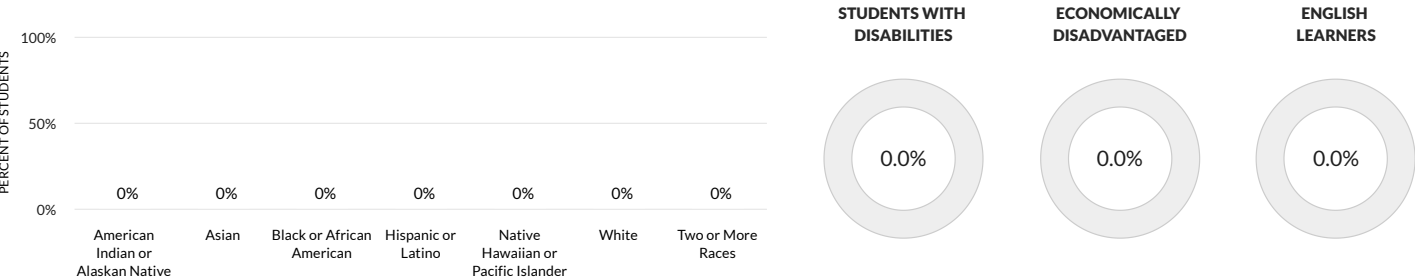 PERCENT OF STUDENTS
100%
50%
0%
0% 0% 0% 0% 0% 0% 0%
American
Indian or
Alaskan Native
Asian
Black or African
American
Hispanic or
Latino
Native
Hawaiian or
Pacific Islander
White
Two or More
Races
STUDENTS WITH
DISABILITIES
0.0%
ECONOMICALLY
DISADVANTAGED
0.0%
ENGLISH
LEARNERS
0.0%